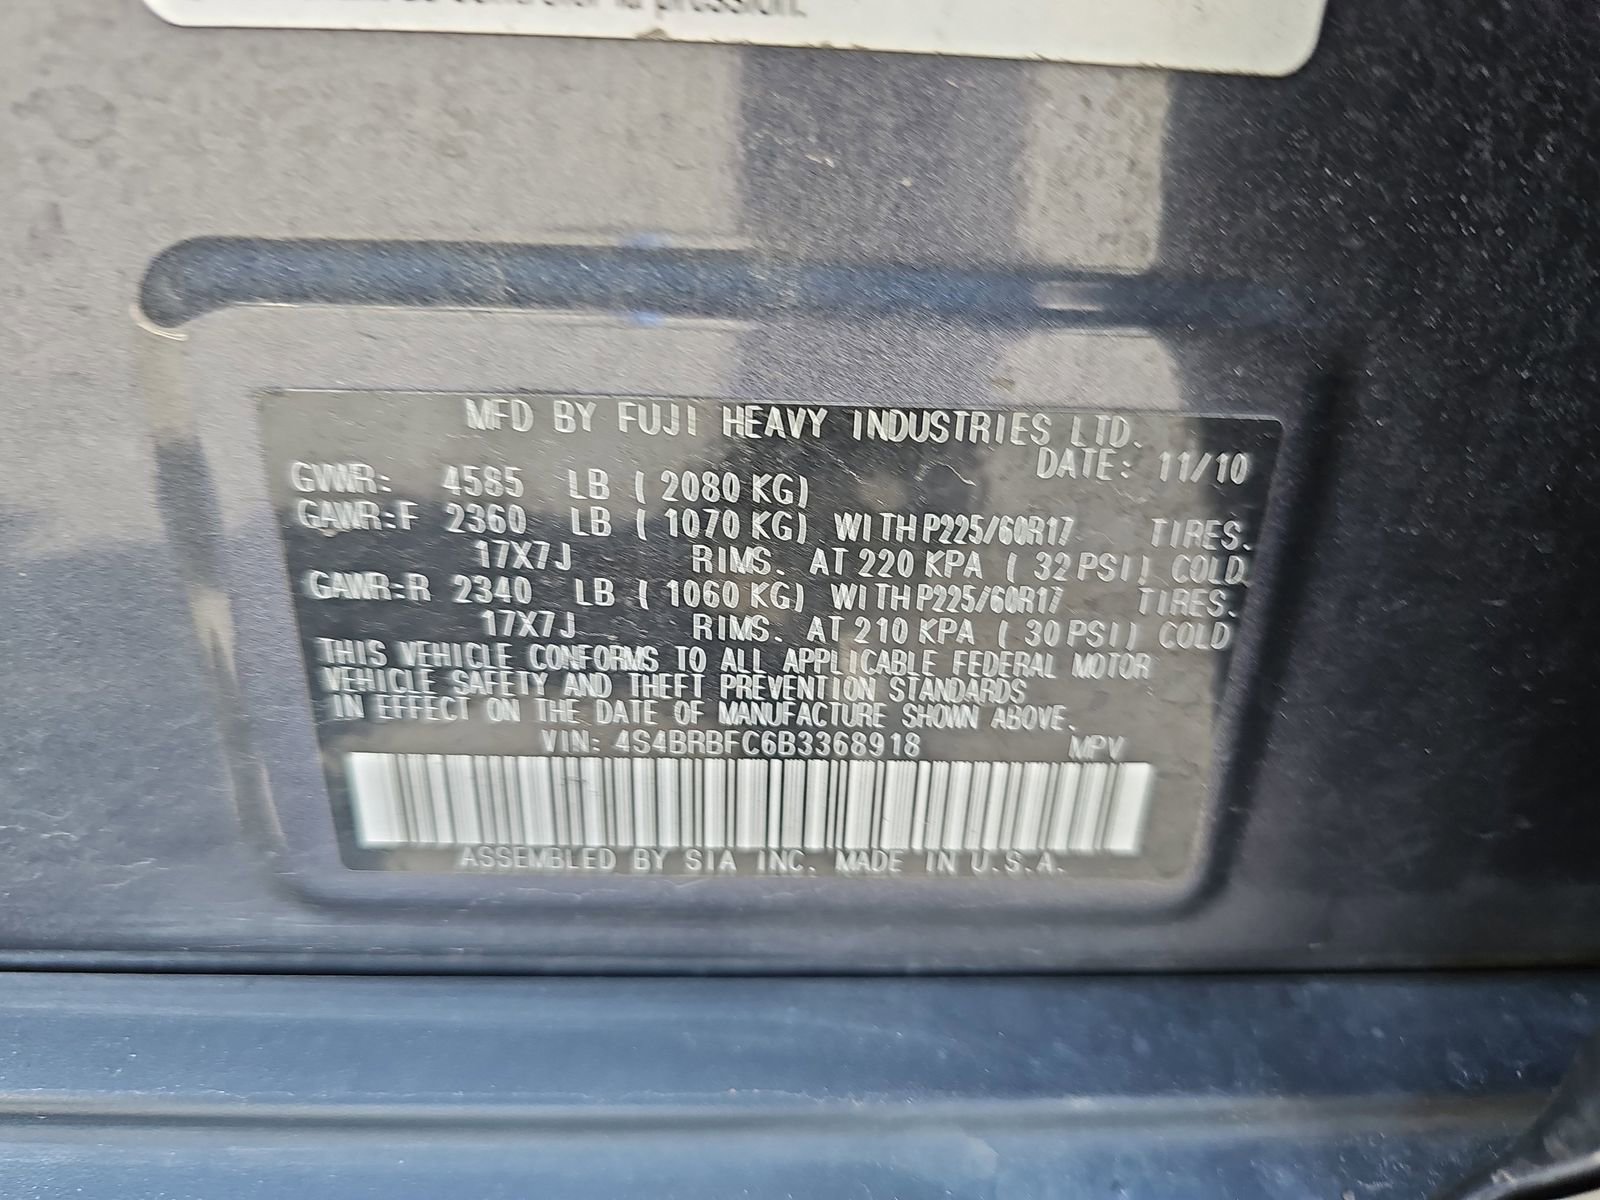 contrôler la pression.
MFD BY FUJI HEAVY INDUSTRIES LTD.
DATE: 11/10
GVWR: 4585 LB ( 2080 KG)
GAWR:F 2360 LB ( 1070 KG) WITH P225/60R17 TIRES.
17X7J RIMS. AT 220 KPA ( 32 PSI) COLD
GAWR:R 2340 LB ( 1060 KG) WITH P225/60R17 TIRES.
17X7J RIMS. AT 210 KPA ( 30 PSI) COLD
THIS VEHICLE CONFORMS TO ALL APPLICABLE FEDERAL MOTOR
VEHICLE SAFETY AND THEFT PREVENTION STANDARDS
IN EFFECT ON THE DATE OF MANUFACTURE SHOWN ABOVE.
VIN: 4S4BRBFC6B3368918 MPV
ASSEMBLED BY SIA INC. MADE IN U.S.A.